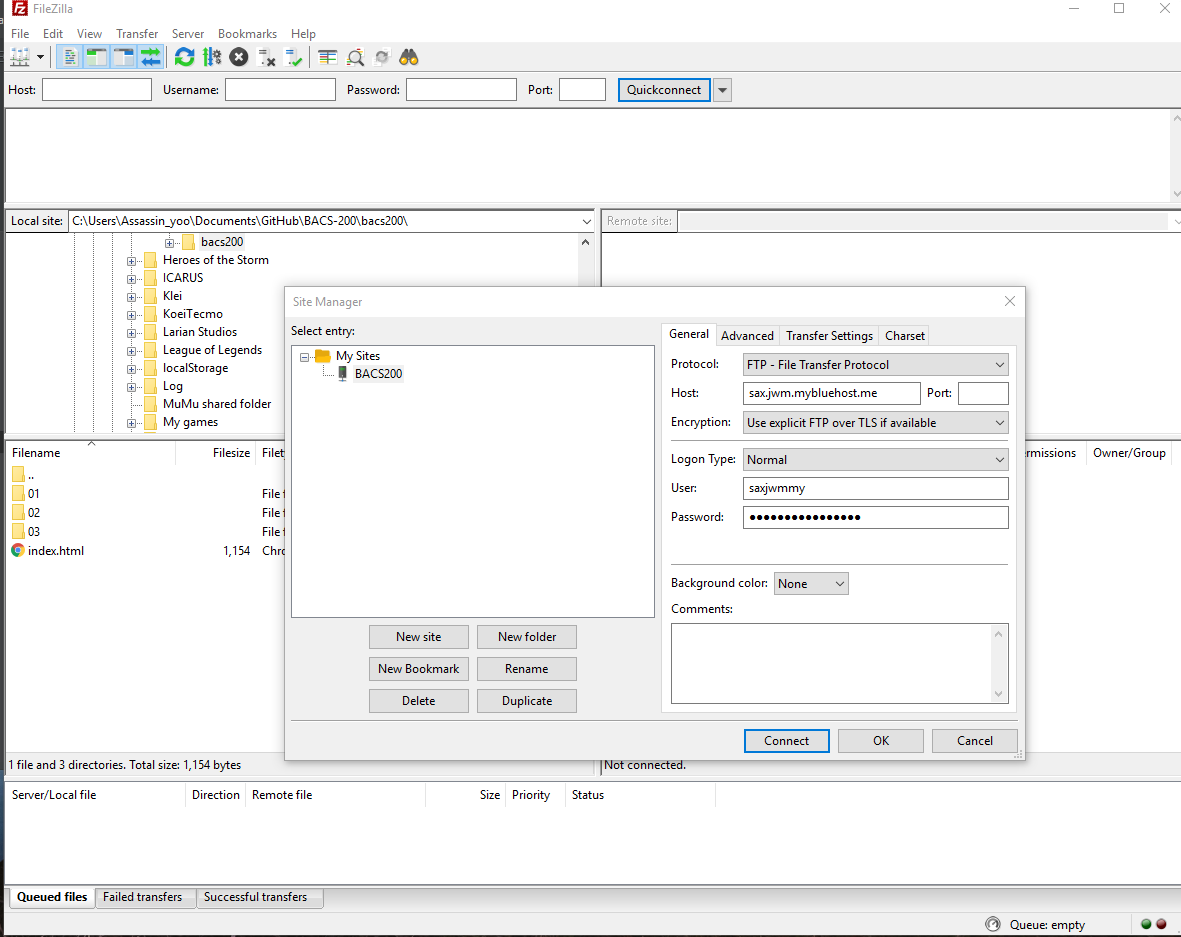 FileZilla
File Edit View Transfer Server Bookmarks Help
Host: Username: Password: Port: Quickconnect
Local site: C:\Users\Assassin_yoo\Documents\GitHub\BACS-200\bacs200\
Remote site:
bacs200
Heroes of the Storm
ICARUS
Klei
KoeiTecmo
Larian Studios
League of Legends
localStorage
Log
MuMu shared folder
My games
Filename Filesize Filet
..
01 File
02 File
03 File
index.html 1,154 Chro
1 file and 3 directories. Total size: 1,154 bytes
Site Manager
Select entry:
My Sites
BACS200
New site New folder
New Bookmark Rename
Delete Duplicate
General Advanced Transfer Settings Charset
Protocol: FTP - File Transfer Protocol
Host: sax.jwm.mybluehost.me Port:
Encryption: Use explicit FTP over TLS if available
Logon Type: Normal
User: saxjwmmy
Password: ●●●●●●●●●●●●●●●●
Background color: None
Comments:
Connect OK Cancel
ermissions Owner/Group
Not connected.
Server/Local file Direction Remote file Size Priority Status
Queued files Failed transfers Successful transfers
Queue: empty